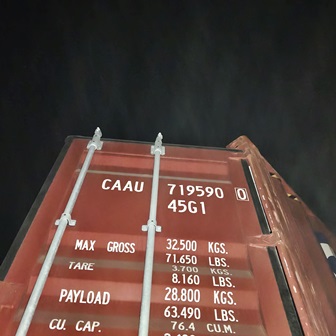 CAAU 719590 0
45G1
MAX GROSS 32.500 KGS.
71.650 LBS.
TARE 3.700 KGS.
8.160 LBS.
PAYLOAD 28.800 KGS.
63.490 LBS.
CU. CAP. 76.4 CU.M.